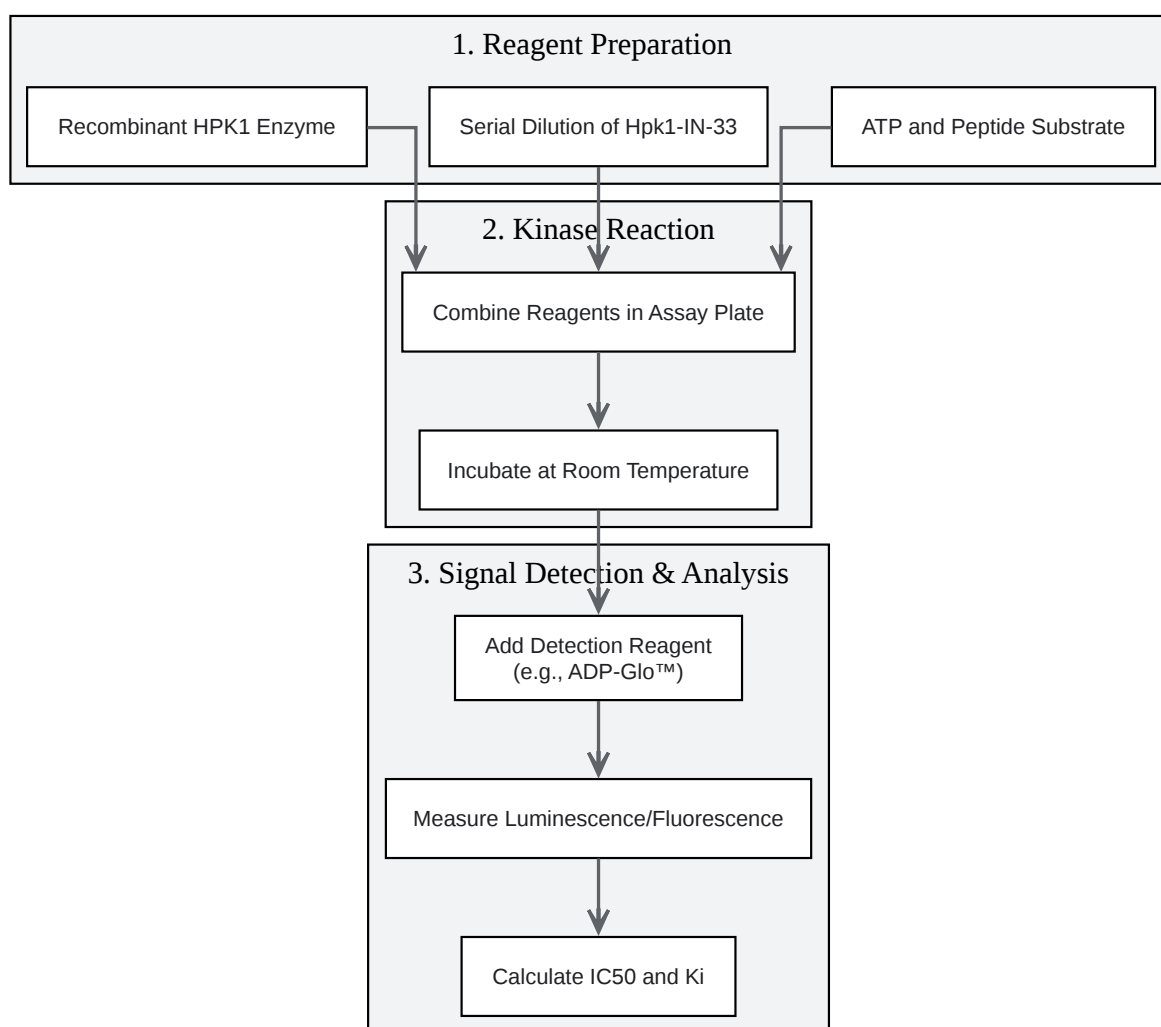 1. Reagent Preparation
Recombinant HPK1 Enzyme
Serial Dilution of Hpk1-IN-33
ATP and Peptide Substrate
2. Kinase Reaction
Combine Reagents in Assay Plate
Incubate at Room Temperature
3. Signal Detection & Analysis
Add Detection Reagent
(e.g., ADP-Glo™)
Measure Luminescence/Fluorescence
Calculate IC50 and Ki